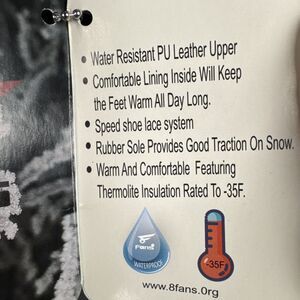 • Water Resistant PU Leather Upper
• Comfortable Lining Inside Will Keep
the Feet Warm All Day Long.
• Speed shoe lace system
• Rubber Sole Provides Good Traction On Snow.
• Warm And Comfortable Featuring
Thermolite Insulation Rated To -35F.
Fans
WATERPROOF
-35F
www.8fans.0rg